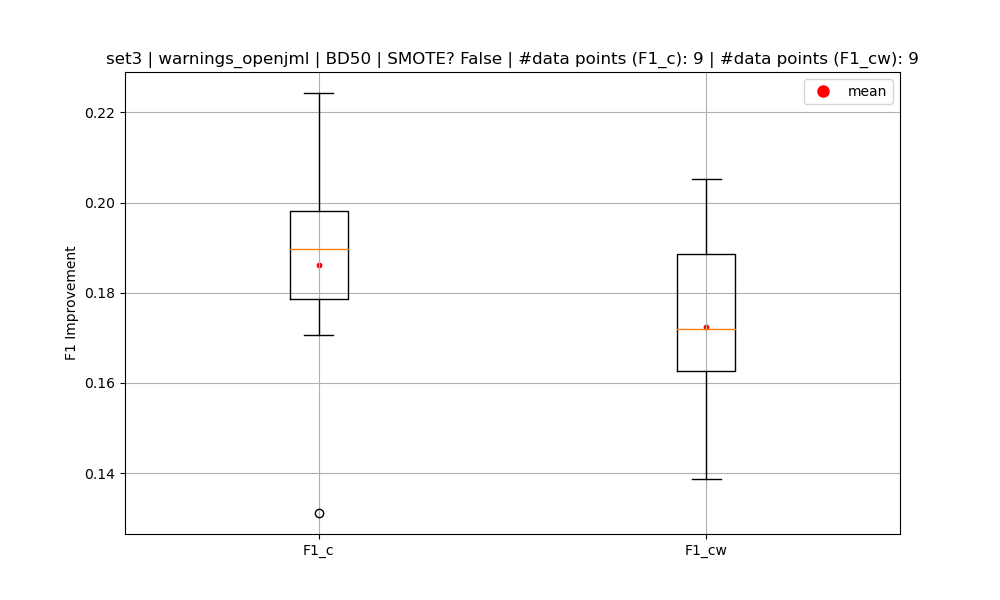 set3 | warnings_openjml | BD50 | SMOTE? False | #data points (F1_c): 9 | #data points (F1_cw): 9
mean
0.22
0.20
0.18
0.16
0.14
F1 Improvement
F1_c
F1_cw